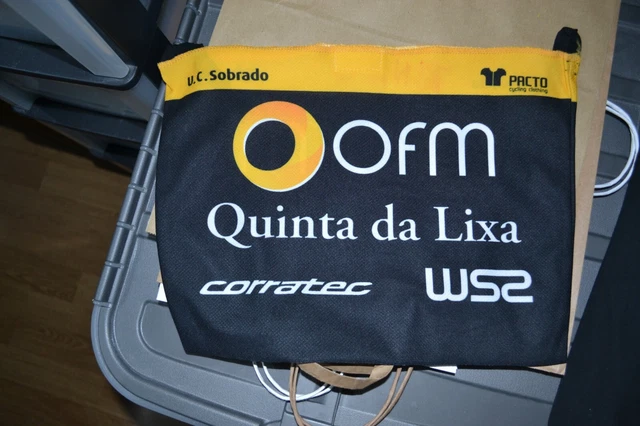 U.C. Sobrado
PACTO
cycling clothing
OFM
Quinta da Lixa
corratec
WS2